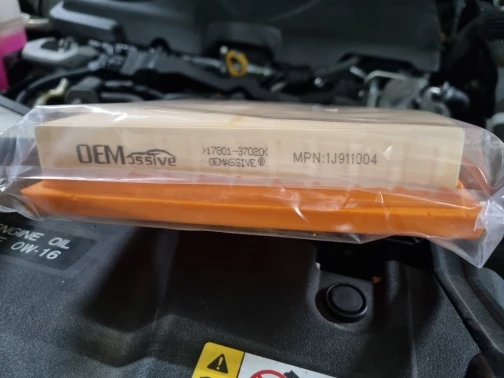 OEMassive
>17801-37020<
OEMASSIVE®
MPN:1J911004
ENGINE OIL
0W-16